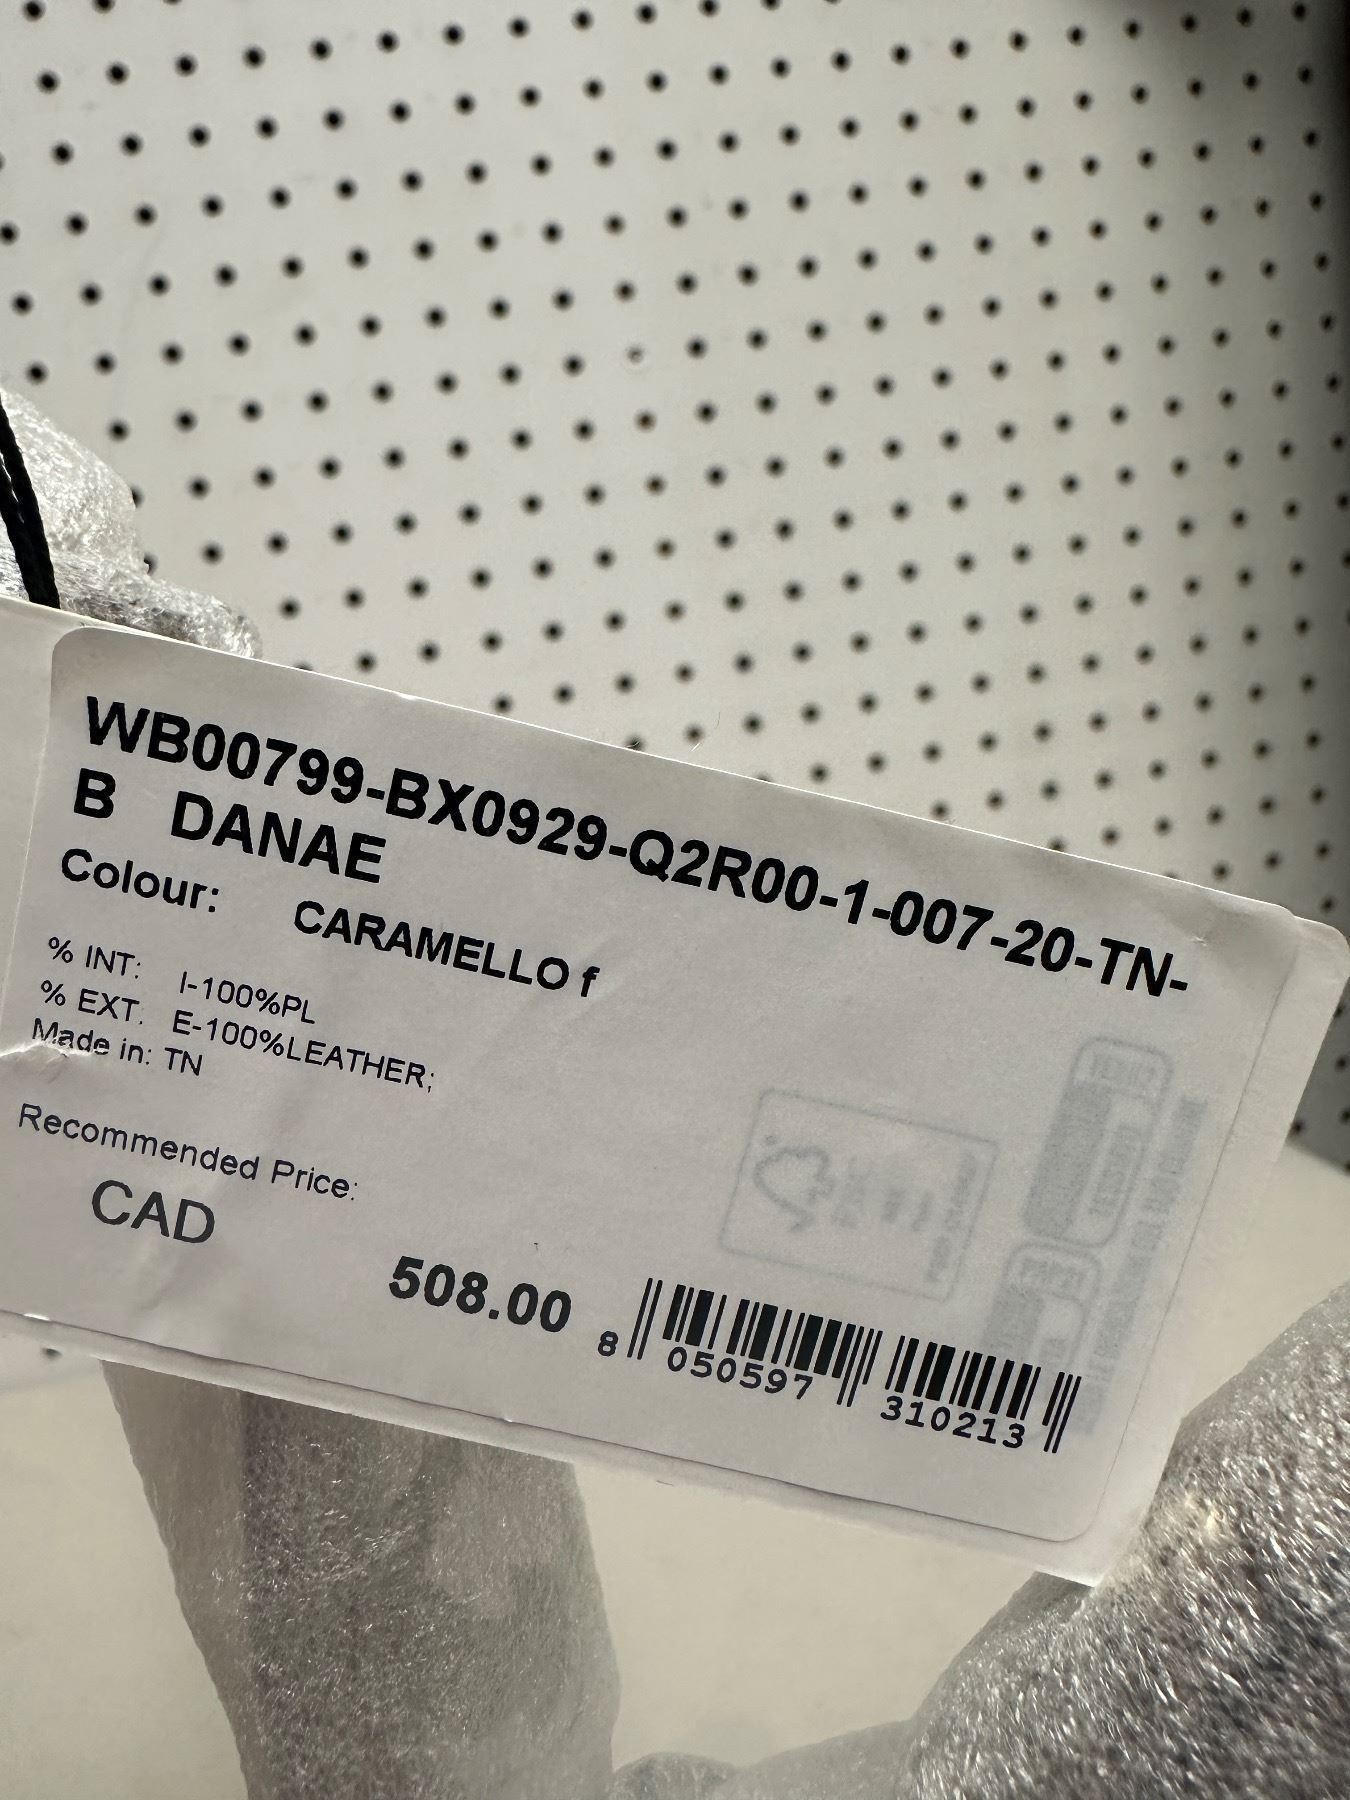 WB00799-BX0929-Q2R00-1-007-20-TN-
B DANAE
Colour: CARAMELLO f
% INT: I-100%PL
% EXT: E-100%LEATHER;
Made in: TN
Recommended Price:
CAD 508.00
8 050597 310213